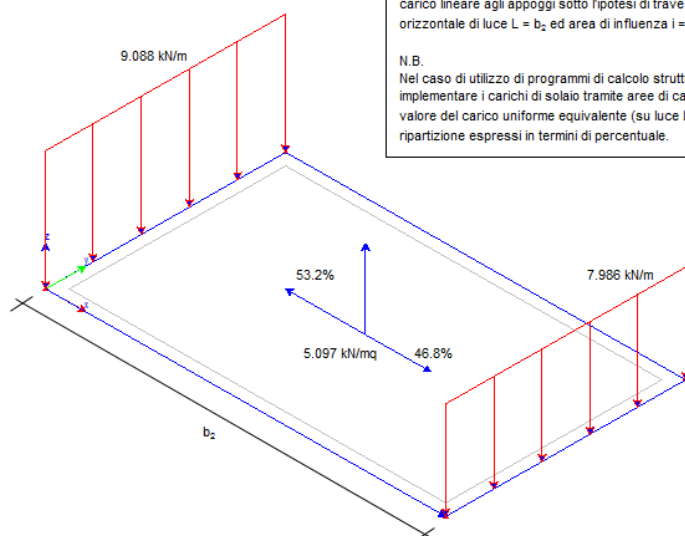 carico lineare agli appoggi sotto l'ipotesi di trave
orizzontale di luce L = b₂ ed area di influenza i =
N.B.
Nel caso di utilizzo di programmi di calcolo strutt
implementare i carichi di solaio tramite aree di ca
valore del carico uniforme equivalente (su luce
ripartizione espressi in termini di percentuale.
9.088 kN/m
z
y
x
53.2%
7.986 kN/m
5.097 kN/mq
46.8%
b₂